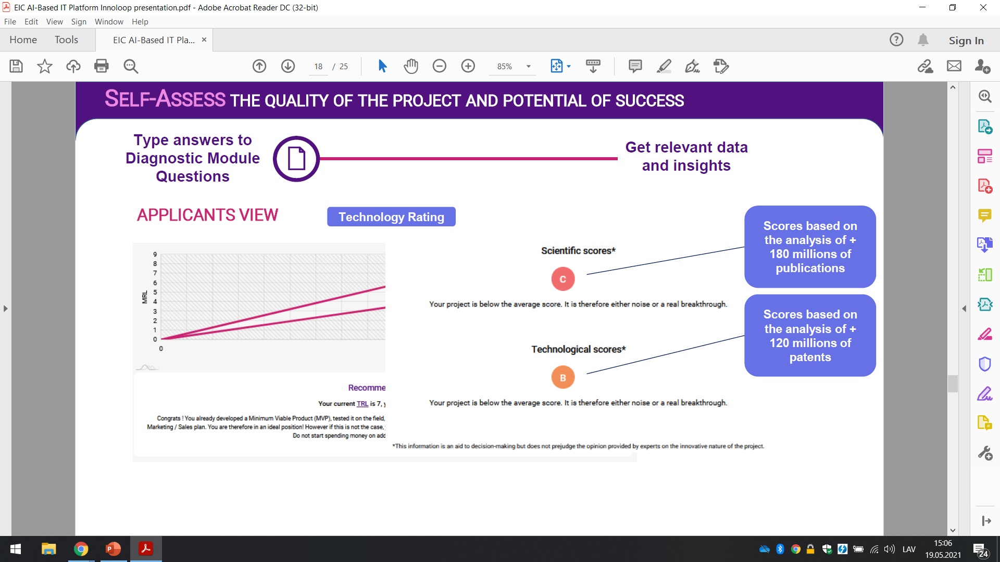 EIC AI-Based IT Platform Innoloop presentation.pdf - Adobe Acrobat Reader DC (32-bit)
File Edit View Sign Window Help
Home Tools EIC AI-Based IT Pla... × ? Sign In
18 / 25 85%
SELF-ASSESS THE QUALITY OF THE PROJECT AND POTENTIAL OF SUCCESS
Type answers to
Diagnostic Module
Questions
Get relevant data
and insights
APPLICANTS VIEW
Technology Rating
MRL
9
8
7
6
5
4
3
2
1
0
0
Recomme
Your current TRL is 7,
Congrats ! You already developed a Minimum Viable Product (MVP), tested it on the field,
Marketing / Sales plan. You are therefore in an ideal position! However if this is not the case,
Do not start spending money on add
Scientific scores*
C
Your project is below the average score. It is therefore either noise or a real breakthrough.
Technological scores*
B
Your project is below the average score. It is therefore either noise or a real breakthrough.
*This information is an aid to decision-making but does not prejudge the opinion provided by experts on the innovative nature of the project.
Scores based on
the analysis of +
180 millions of
publications
Scores based on
the analysis of +
120 millions of
patents
LAV
15:06
19.05.2021
24